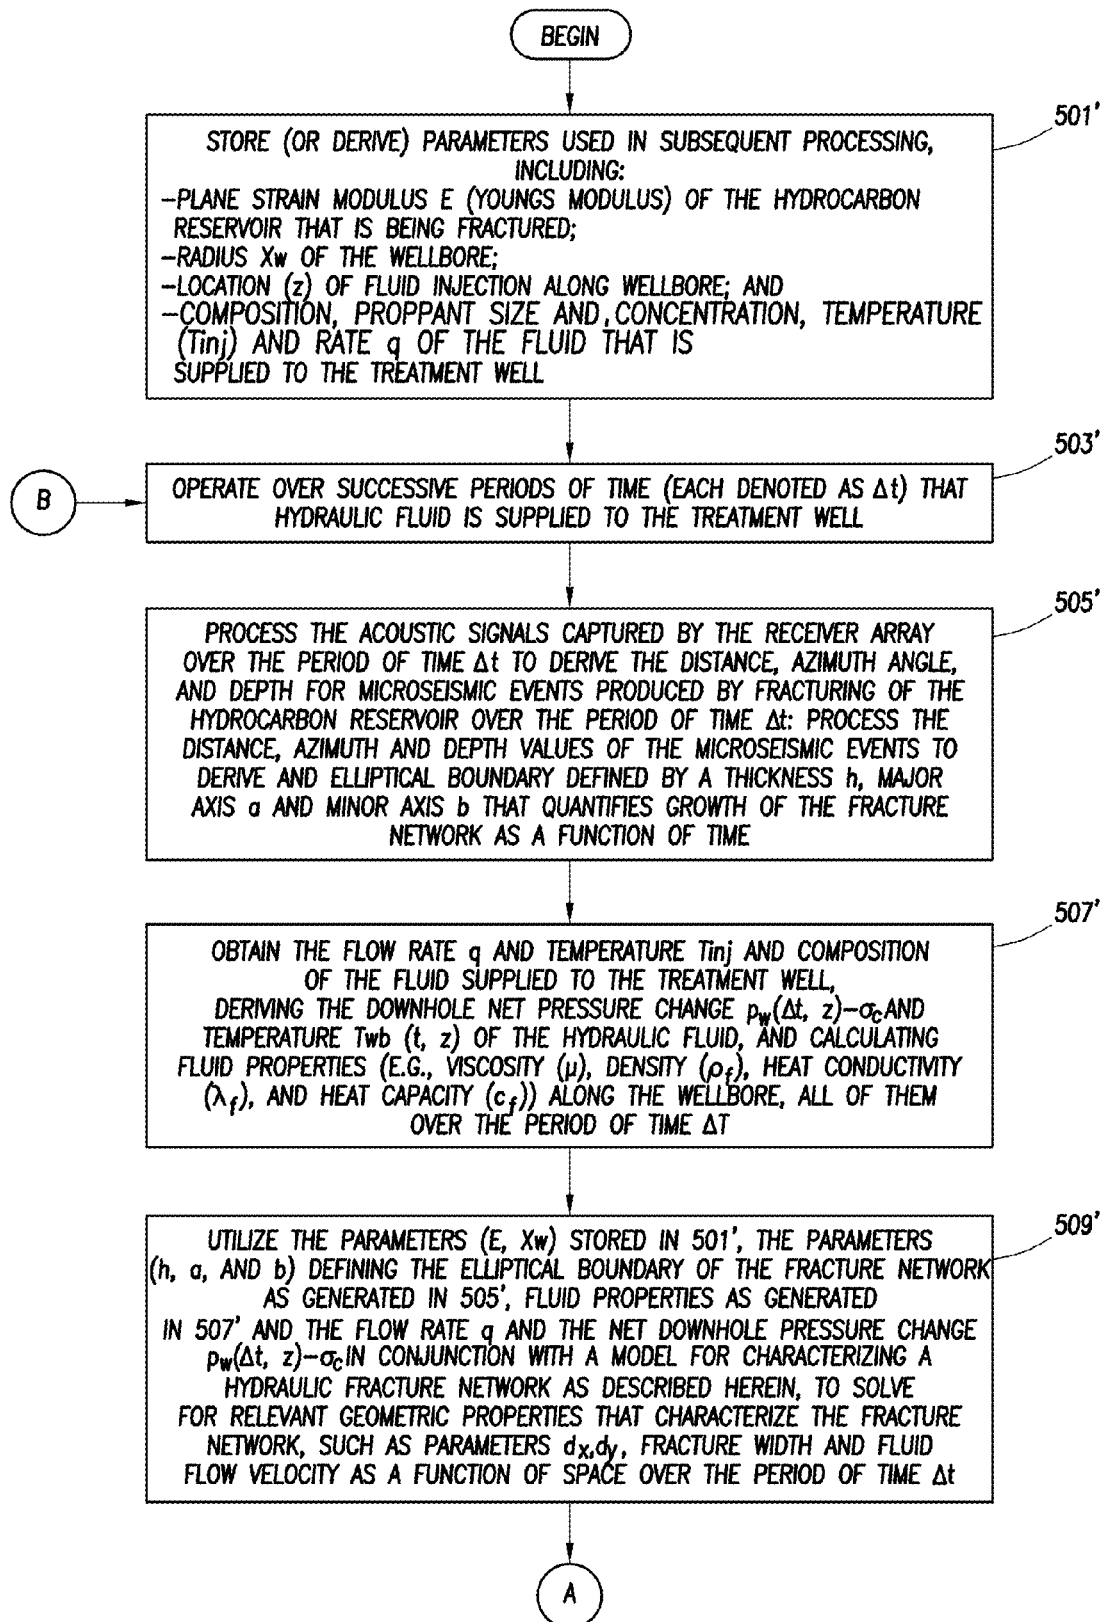 BEGIN
501'
STORE (OR DERIVE) PARAMETERS USED IN SUBSEQUENT PROCESSING,
INCLUDING:
-PLANE STRAIN MODULUS E (YOUNGS MODULUS) OF THE HYDROCARBON
RESERVOIR THAT IS BEING FRACTURED;
-RADIUS Xw OF THE WELLBORE;
-LOCATION (z) OF FLUID INJECTION ALONG WELLBORE; AND
-COMPOSITION, PROPPANT SIZE AND, CONCENTRATION, TEMPERATURE
(Tinj) AND RATE q OF THE FLUID THAT IS
SUPPLIED TO THE TREATMENT WELL
503'
B
OPERATE OVER SUCCESSIVE PERIODS OF TIME (EACH DENOTED AS Δt) THAT
HYDRAULIC FLUID IS SUPPLIED TO THE TREATMENT WELL
505'
PROCESS THE ACOUSTIC SIGNALS CAPTURED BY THE RECEIVER ARRAY
OVER THE PERIOD OF TIME Δt TO DERIVE THE DISTANCE, AZIMUTH ANGLE,
AND DEPTH FOR MICROSEISMIC EVENTS PRODUCED BY FRACTURING OF THE
HYDROCARBON RESERVOIR OVER THE PERIOD OF TIME Δt: PROCESS THE
DISTANCE, AZIMUTH AND DEPTH VALUES OF THE MICROSEISMIC EVENTS TO
DERIVE AND ELLIPTICAL BOUNDARY DEFINED BY A THICKNESS h, MAJOR
AXIS a AND MINOR AXIS b THAT QUANTIFIES GROWTH OF THE FRACTURE
NETWORK AS A FUNCTION OF TIME
507'
OBTAIN THE FLOW RATE q AND TEMPERATURE Tinj AND COMPOSITION
OF THE FLUID SUPPLIED TO THE TREATMENT WELL,
DERIVING THE DOWNHOLE NET PRESSURE CHANGE pw(Δt, z)-σc AND
TEMPERATURE Twb (t, z) OF THE HYDRAULIC FLUID, AND CALCULATING
FLUID PROPERTIES (E.G., VISCOSITY (μ), DENSITY (ρf), HEAT CONDUCTIVITY
(λf), AND HEAT CAPACITY (cf)) ALONG THE WELLBORE, ALL OF THEM
OVER THE PERIOD OF TIME ΔT
509'
UTILIZE THE PARAMETERS (E, Xw) STORED IN 501', THE PARAMETERS
(h, a, AND b) DEFINING THE ELLIPTICAL BOUNDARY OF THE FRACTURE NETWORK
AS GENERATED IN 505', FLUID PROPERTIES AS GENERATED
IN 507' AND THE FLOW RATE q AND THE NET DOWNHOLE PRESSURE CHANGE
pw(Δt, z)-σc IN CONJUNCTION WITH A MODEL FOR CHARACTERIZING A
HYDRAULIC FRACTURE NETWORK AS DESCRIBED HEREIN, TO SOLVE
FOR RELEVANT GEOMETRIC PROPERTIES THAT CHARACTERIZE THE FRACTURE
NETWORK, SUCH AS PARAMETERS dx,dy, FRACTURE WIDTH AND FLUID
FLOW VELOCITY AS A FUNCTION OF SPACE OVER THE PERIOD OF TIME Δt
A